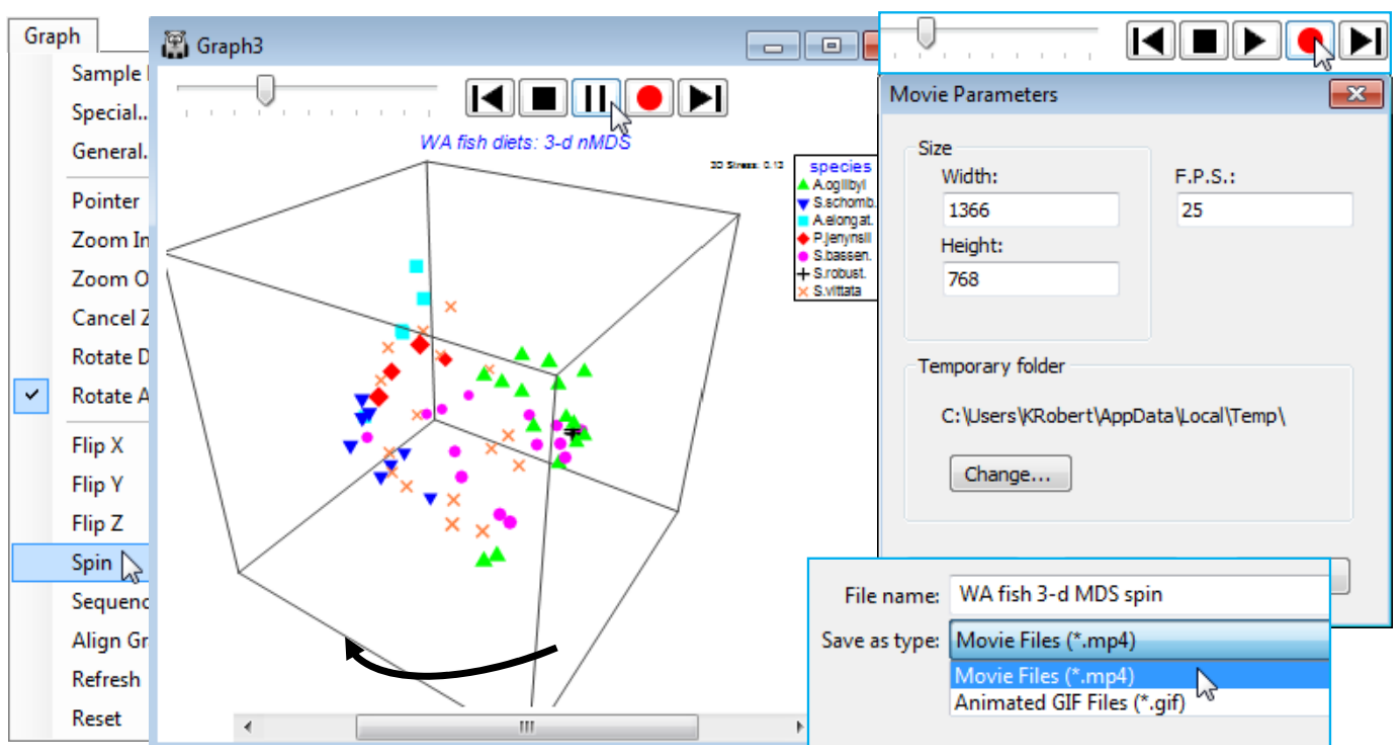 Graph
Sample
Special..
General.
Pointer
Zoom In
Zoom O
Cancel Z
Rotate D
Rotate A
Flip X
Flip Y
Flip Z
Spin
Sequenc
Align Gr
Refresh
Reset
Graph3
WA fish diets: 3-d nMDS
3D Stress: 0.13
species
A.ogilbyi
S.schomb.
A.elongat.
P.jenynsii
S.bassen.
S.robust.
S.vittata
Movie Parameters
Size
Width:
F.P.S.:
1366
25
Height:
768
Temporary folder
C:\Users\KRobert\AppData\Local\Temp\
Change...
File name:
WA fish 3-d MDS spin
Save as type:
Movie Files (*.mp4)
Movie Files (*.mp4)
Animated GIF Files (*.gif)